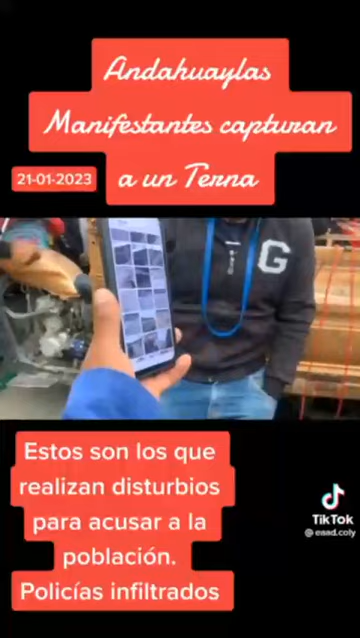 Andahuaylas
Manifestantes capturan
21-01-2023
a un Terna
G
Estos son los que
realizan disturbios
para acusar a la
población.
Policías infiltrados
TikTok
@esad.coly